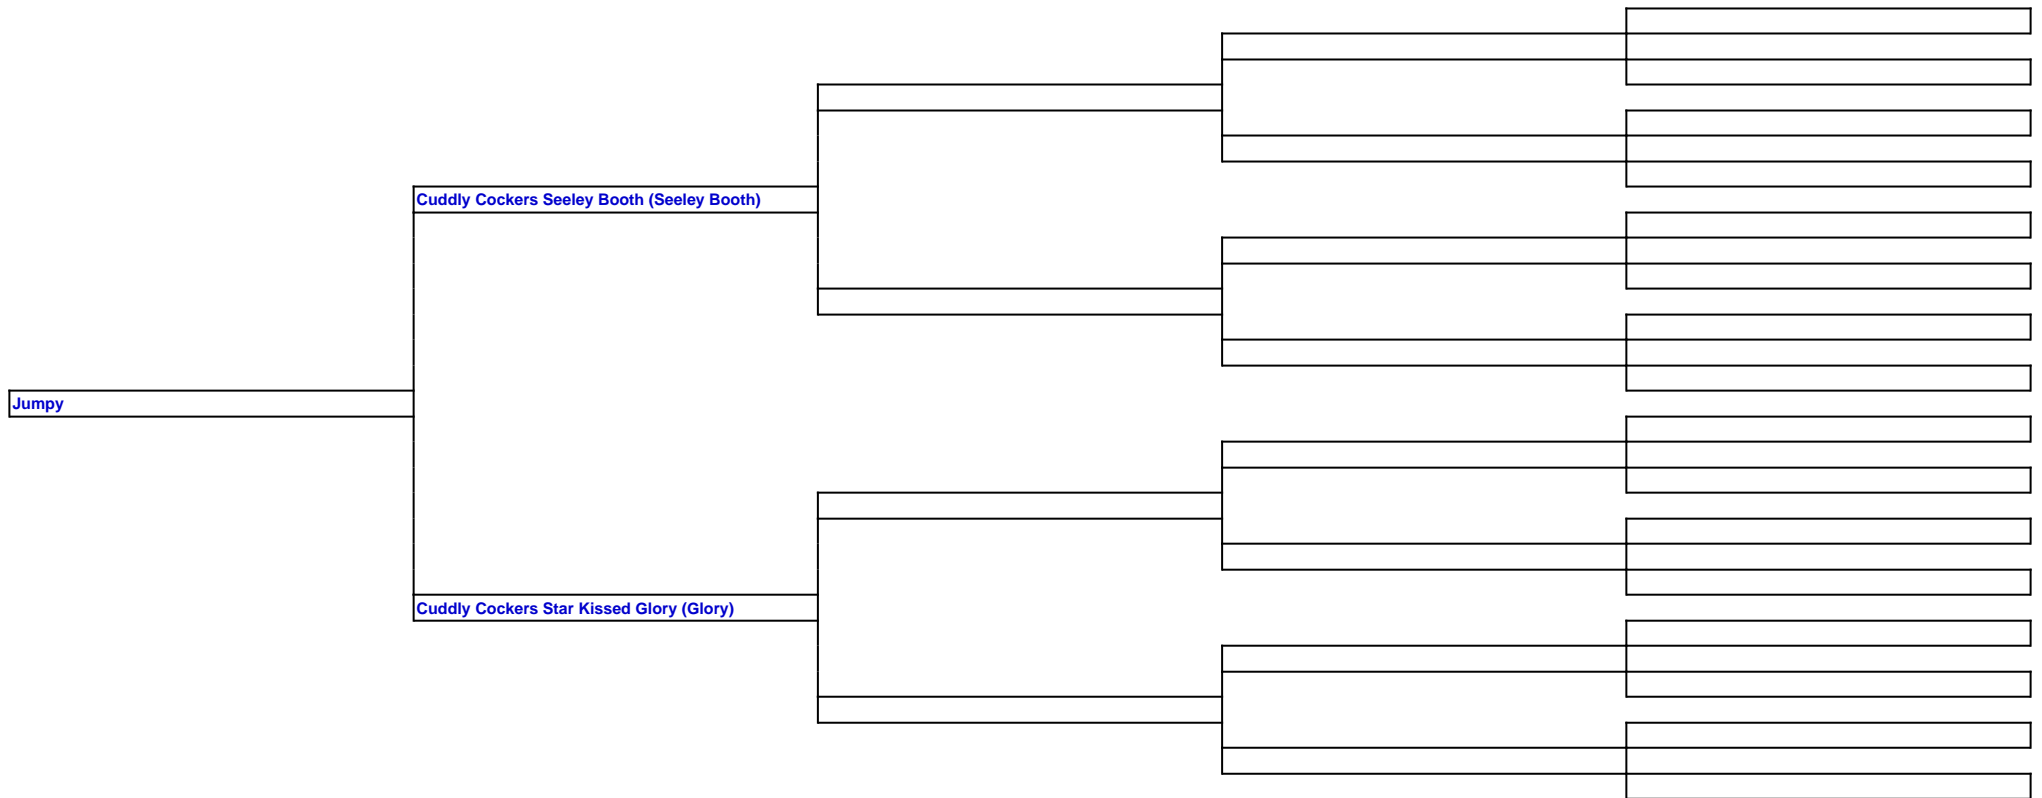 Cuddly Cockers Seeley Booth (Seeley Booth)
Jumpy
Cuddly Cockers Star Kissed Glory (Glory)